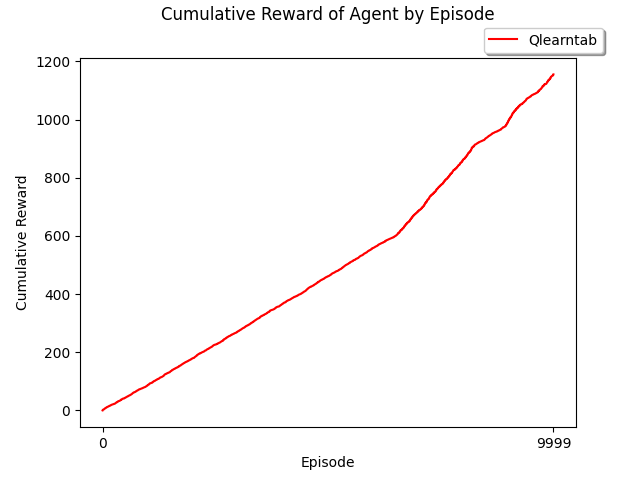 Cumulative Reward of Agent by Episode
Qlearntab
1200
1000
800
600
400
200
0
Cumulative Reward
0
9999
Episode